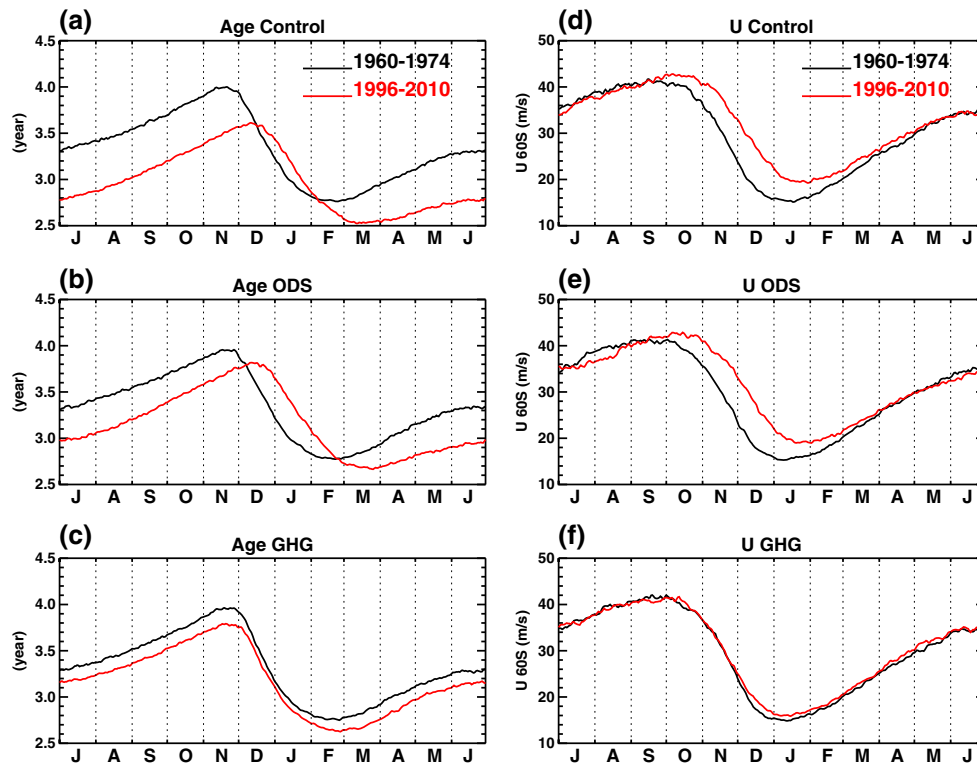 (a) Age Control
4.5
4.0
3.5
3.0
2.5
(year)
1960-1974
1996-2010
J A S O N D J F M A M J
(d) U Control
50
40
30
20
10
U 60S (m/s)
1960-1974
1996-2010
J A S O N D J F M A M J
(b) Age ODS
4.5
4.0
3.5
3.0
2.5
(year)
J A S O N D J F M A M J
(e) U ODS
50
40
30
20
10
U 60S (m/s)
J A S O N D J F M A M J
(c) Age GHG
4.5
4.0
3.5
3.0
2.5
(year)
J A S O N D J F M A M J
(f) U GHG
50
40
30
20
10
U 60S (m/s)
J A S O N D J F M A M J